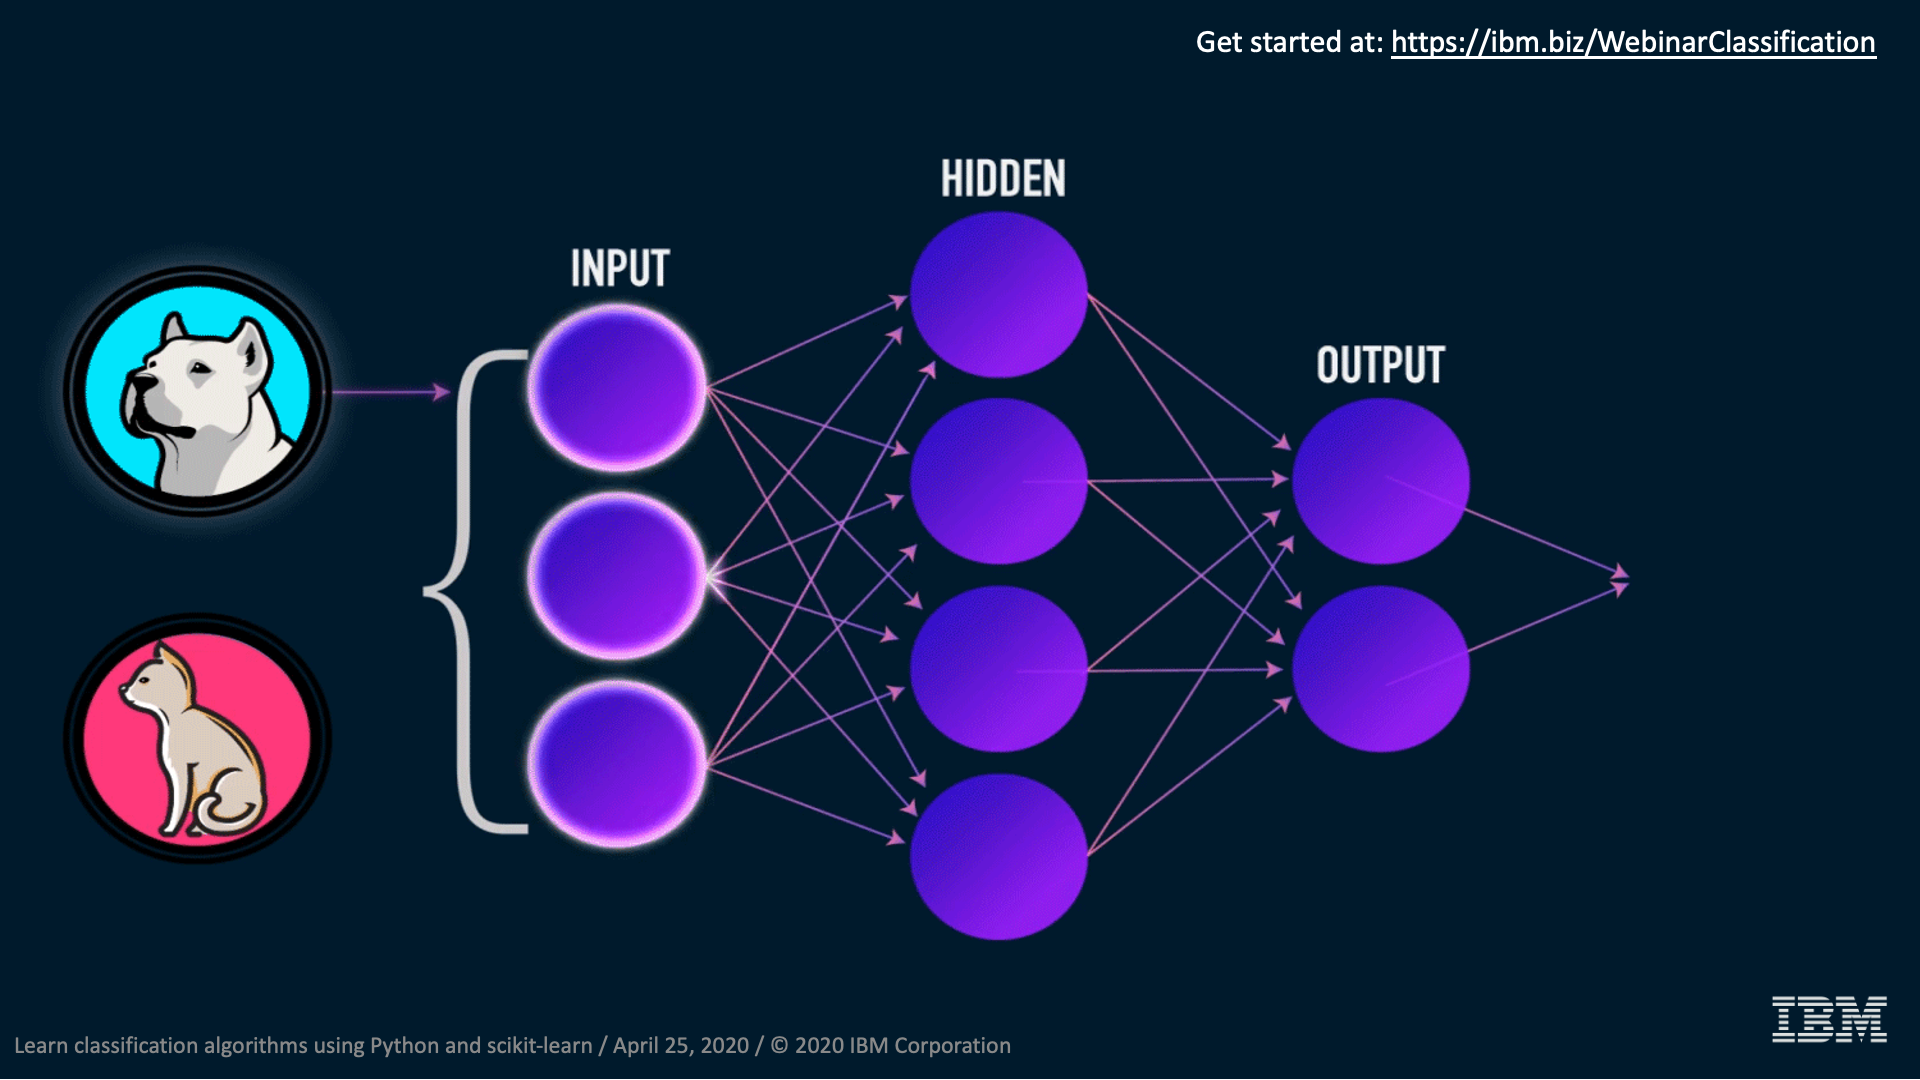 Get started at: https://ibm.biz/WebinarClassification
HIDDEN
INPUT
OUTPUT
IBM
Learn classification algorithms using Python and scikit-learn / April 25, 2020 / © 2020 IBM Corporation